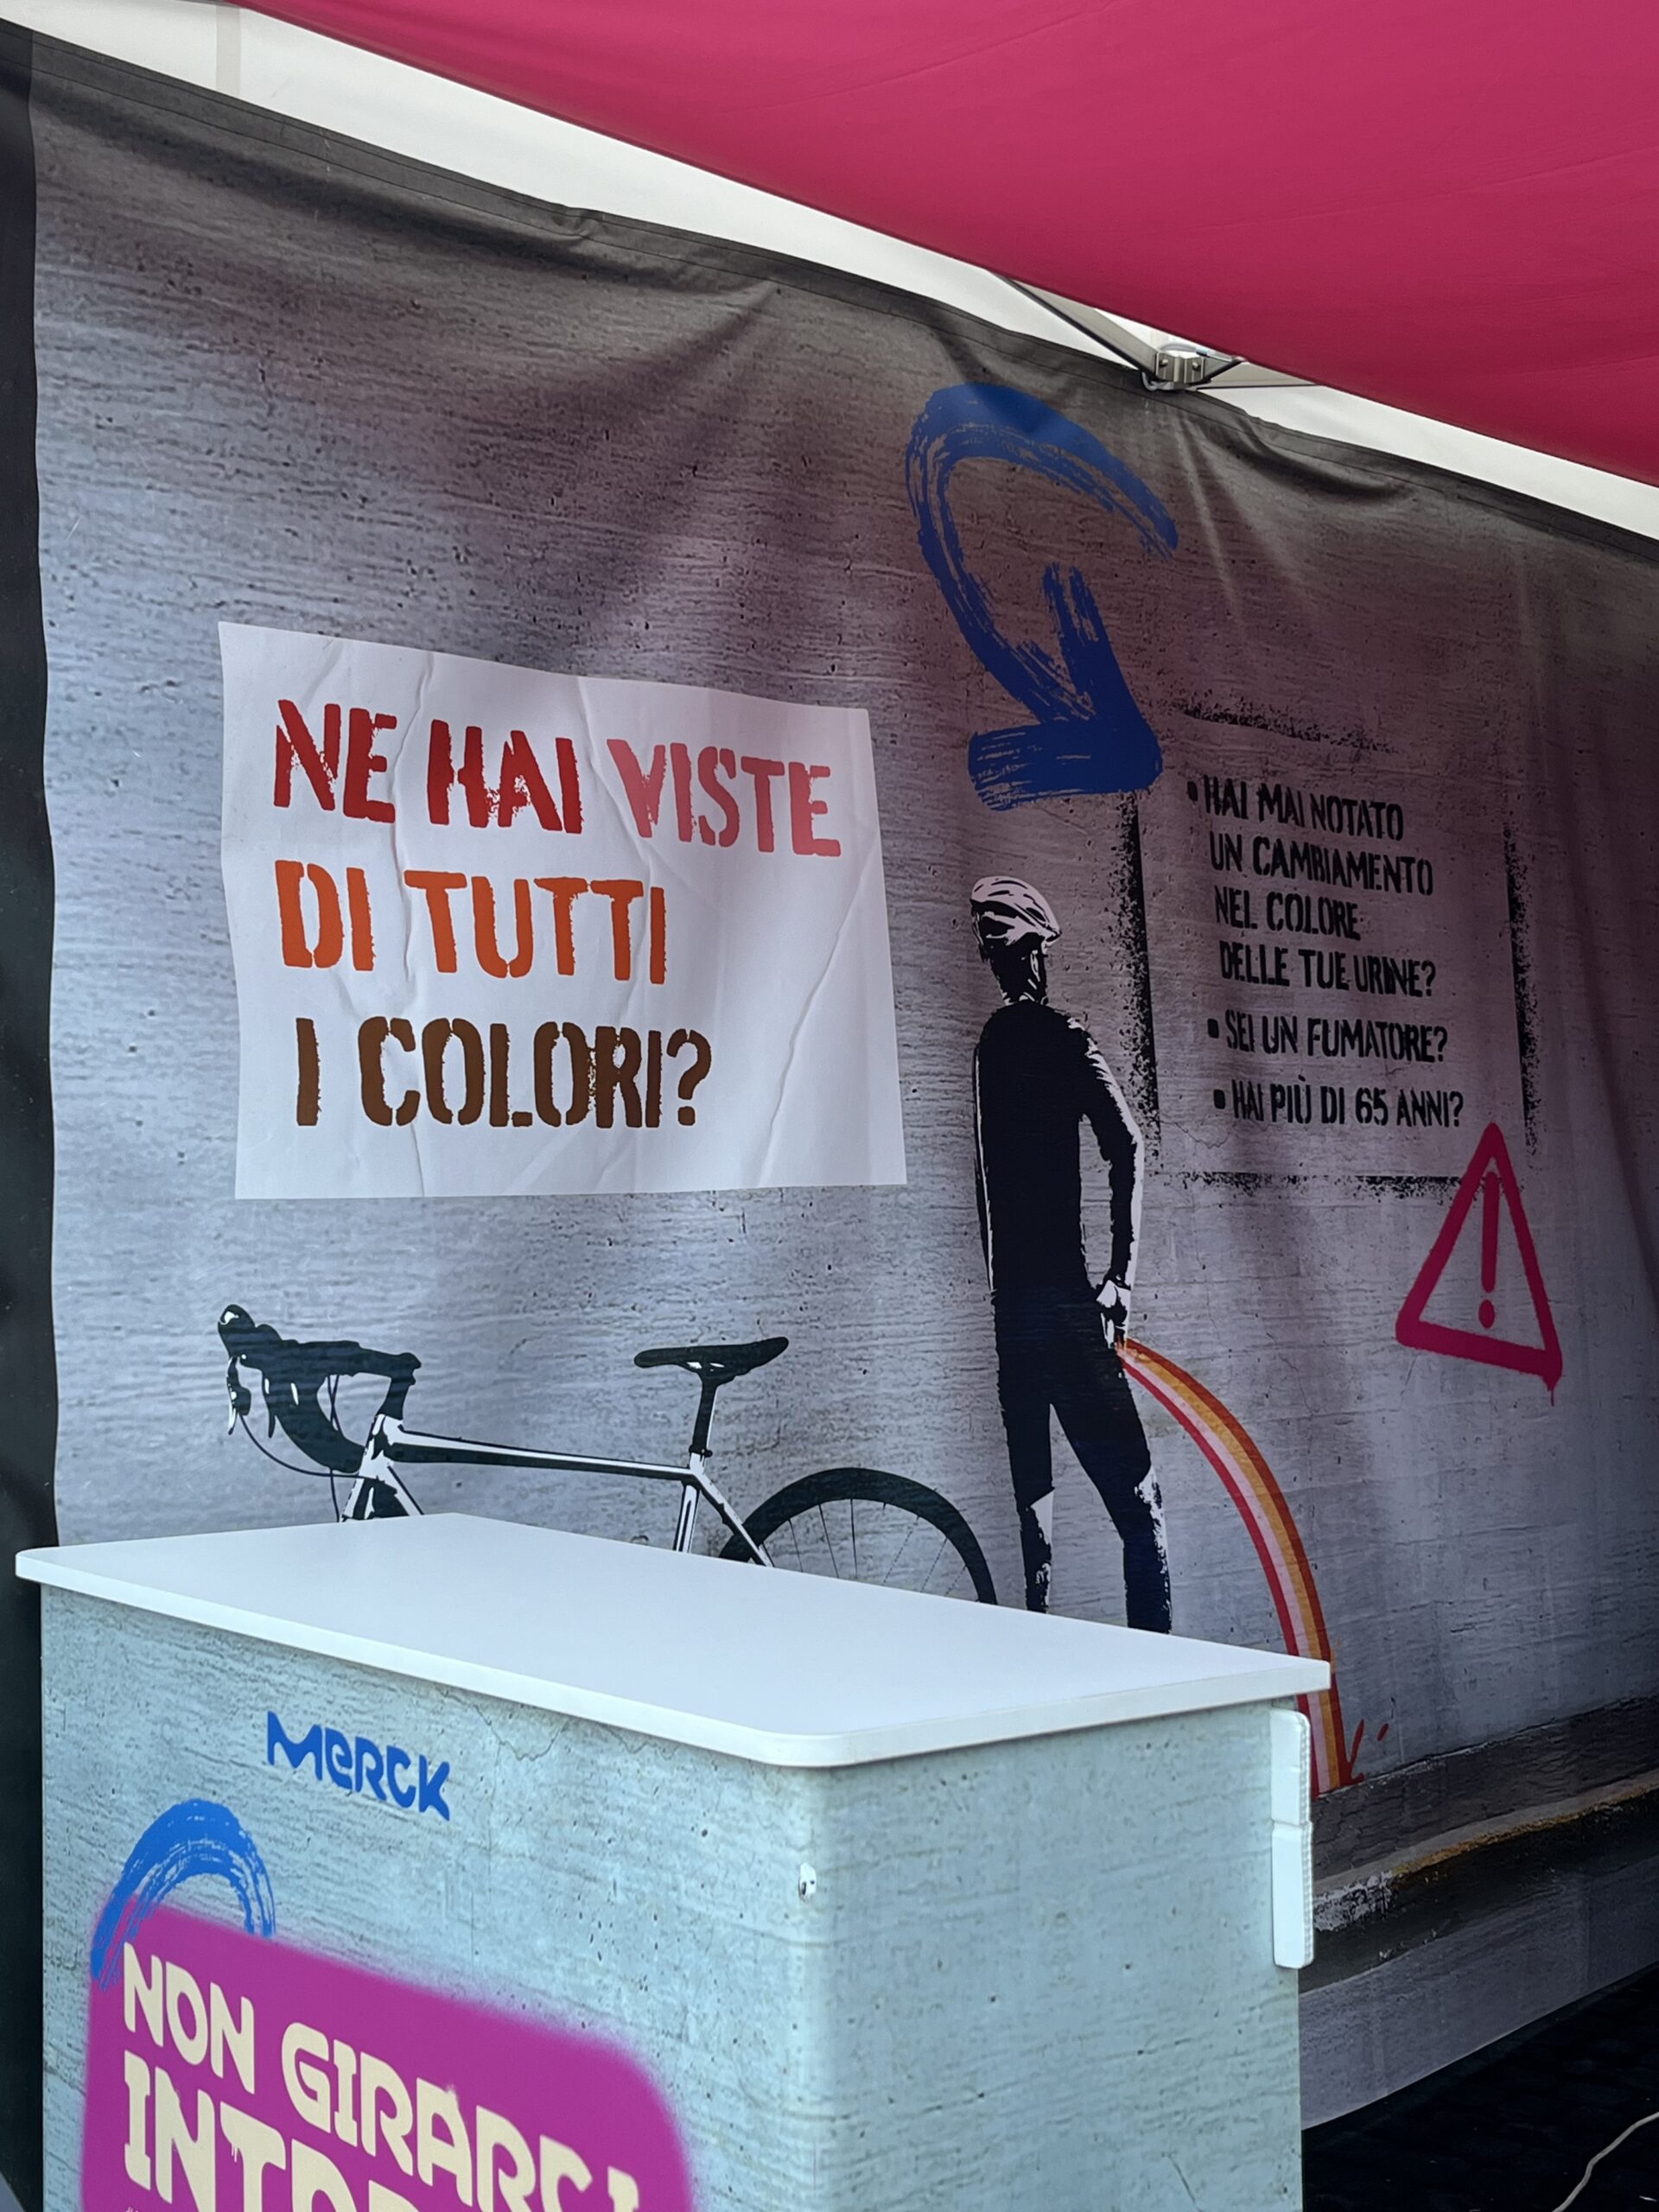 NE HAI VISTE
DI TUTTI
I COLORI?
• HAI MAI NOTATO
UN CAMBIAMENTO
NEL COLORE
DELLE TUE URINE?
• SEI UN FUMATORE?
• HAI PIÙ DI 65 ANNI?
!
MERCK
NON GIRARCI